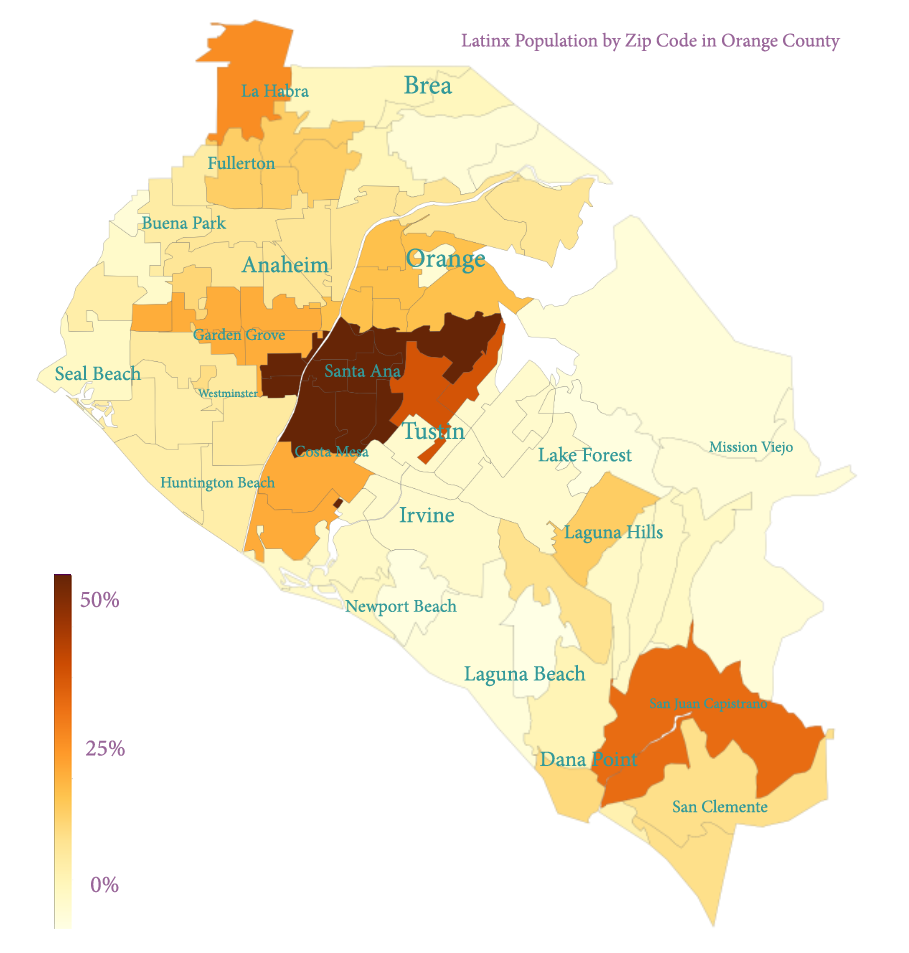 Latinx Population by Zip Code in Orange County
Brea
La Habra
Fullerton
Buena Park
Orange
Anaheim
Garden Grove
Seal Beach
Santa Ana
Westminster
Tustin
Mission Viejo
Costa Mesa
Lake Forest
Huntington Beach
Irvine
Laguna Hills
50%
Newport Beach
Laguna Beach
San Juan Capistrano
25%
Dana Point
San Clemente
0%